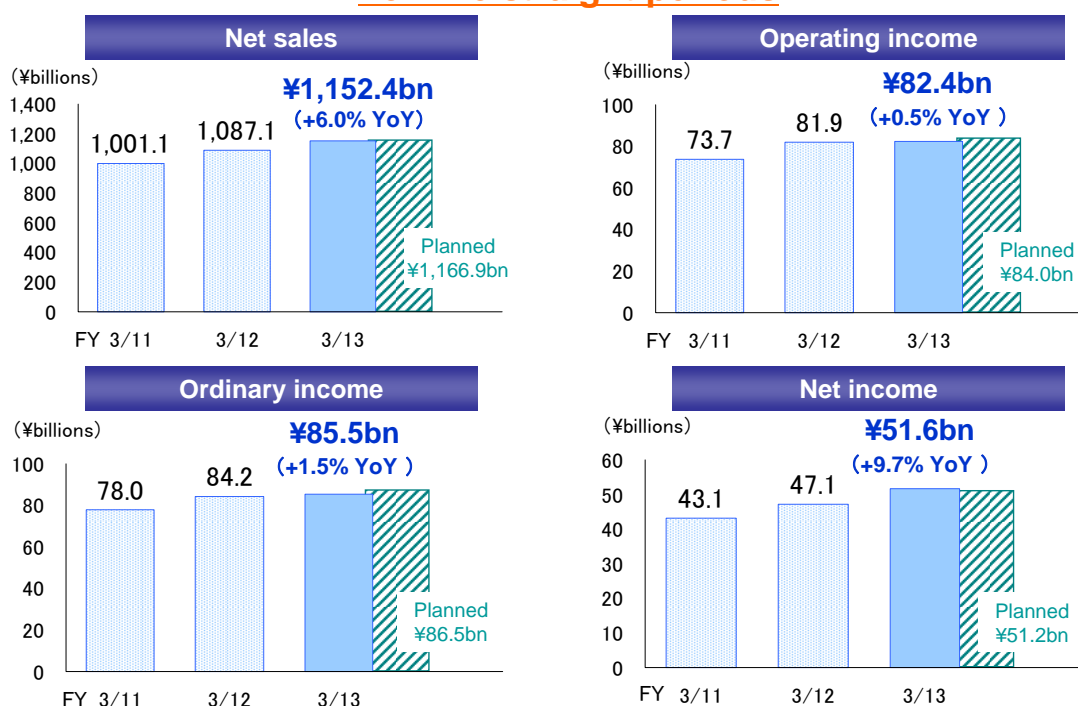 Net sales
(¥billions)
¥1,152.4bn
(+6.0% YoY)
1,400
1,200
1,000
800
600
400
200
0
1,001.1
1,087.1
Planned
¥1,166.9bn
FY 3/11 3/12 3/13
Operating income
(¥billions)
¥82.4bn
(+0.5% YoY )
100
80
60
40
20
0
73.7
81.9
Planned
¥84.0bn
FY 3/11 3/12 3/13
Ordinary income
(¥billions)
¥85.5bn
(+1.5% YoY )
100
80
60
40
20
0
78.0
84.2
Planned
¥86.5bn
FY 3/11 3/12 3/13
Net income
(¥billions)
¥51.6bn
(+9.7% YoY )
60
50
40
30
20
10
0
43.1
47.1
Planned
¥51.2bn
FY 3/11 3/12 3/13